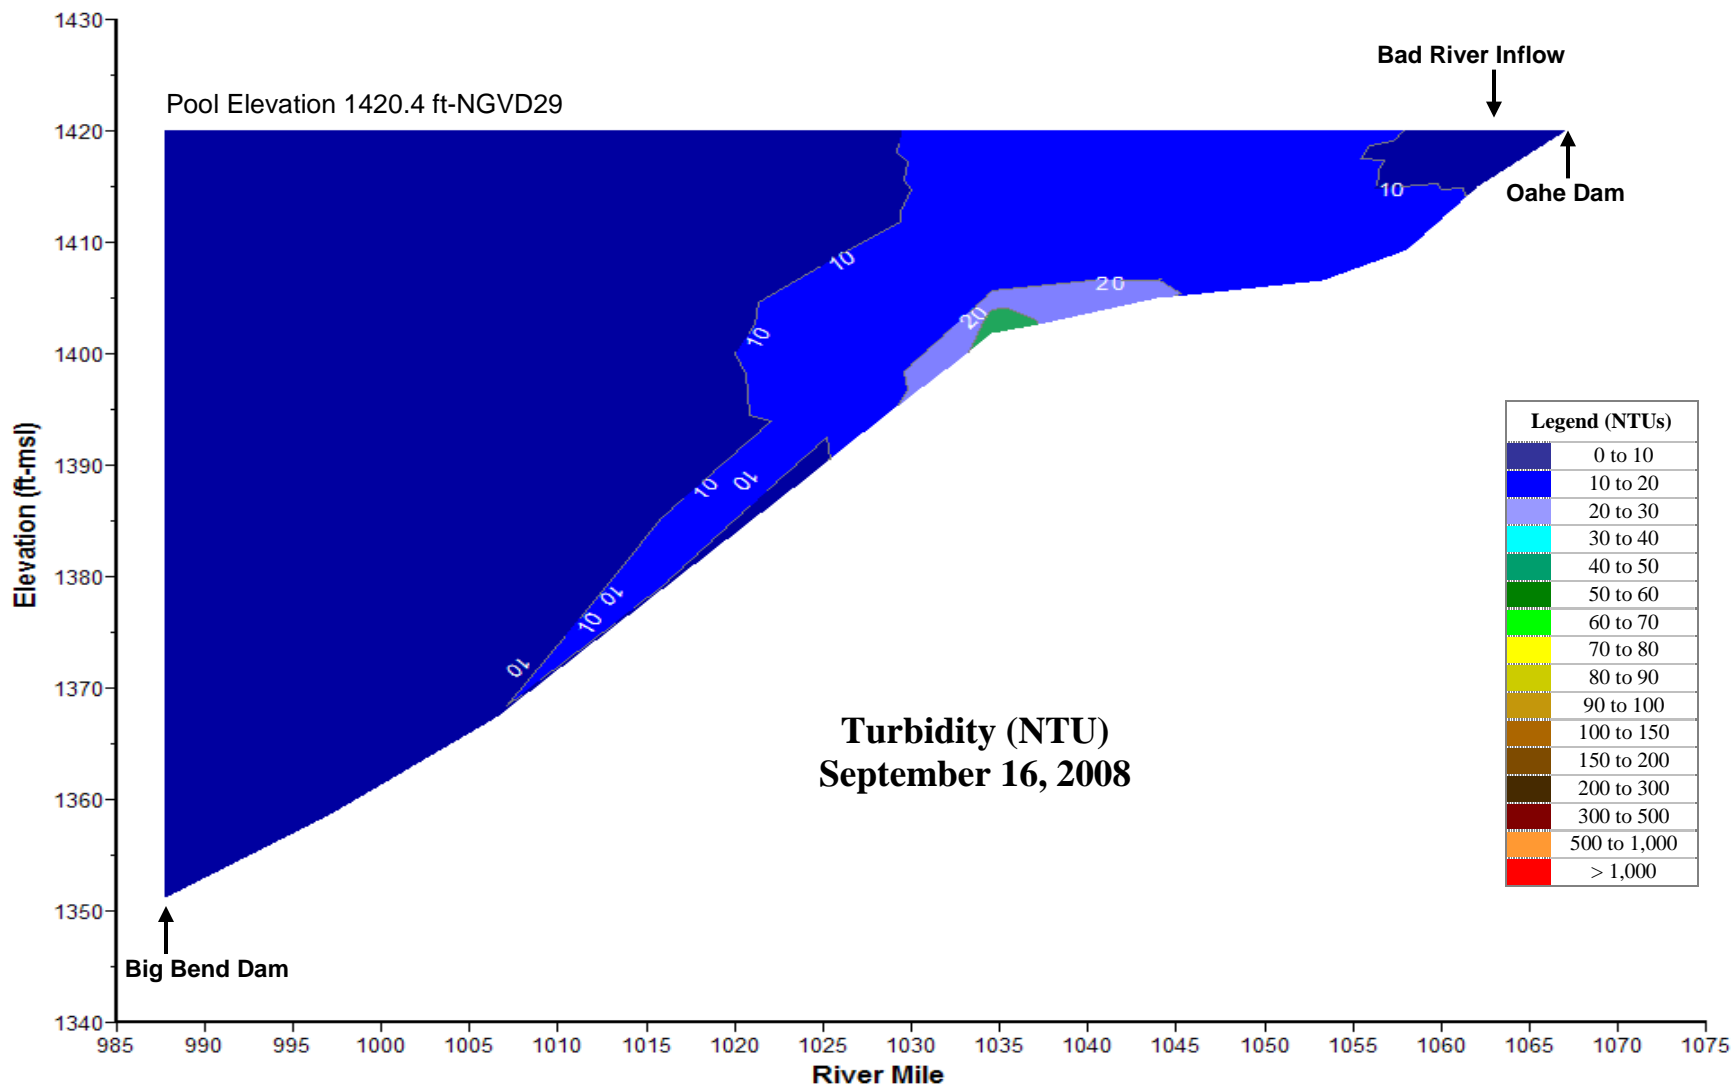 1430
Bad River Inflow
Pool Elevation 1420.4 ft-NGVD29
1420
10
Oahe Dam
1410
10
20
20
1400
10
Elevation (ft-msl)
Legend (NTUs)
0 to 10
10 to 20
20 to 30
30 to 40
40 to 50
50 to 60
60 to 70
70 to 80
80 to 90
90 to 100
100 to 150
150 to 200
200 to 300
300 to 500
500 to 1,000
> 1,000
1390
10
10
1380
10
10
10
1370
Turbidity (NTU)
September 16, 2008
1360
1350
Big Bend Dam
1340
985 990 995 1000 1005 1010 1015 1020 1025 1030 1035 1040 1045 1050 1055 1060 1065 1070 1075
River Mile